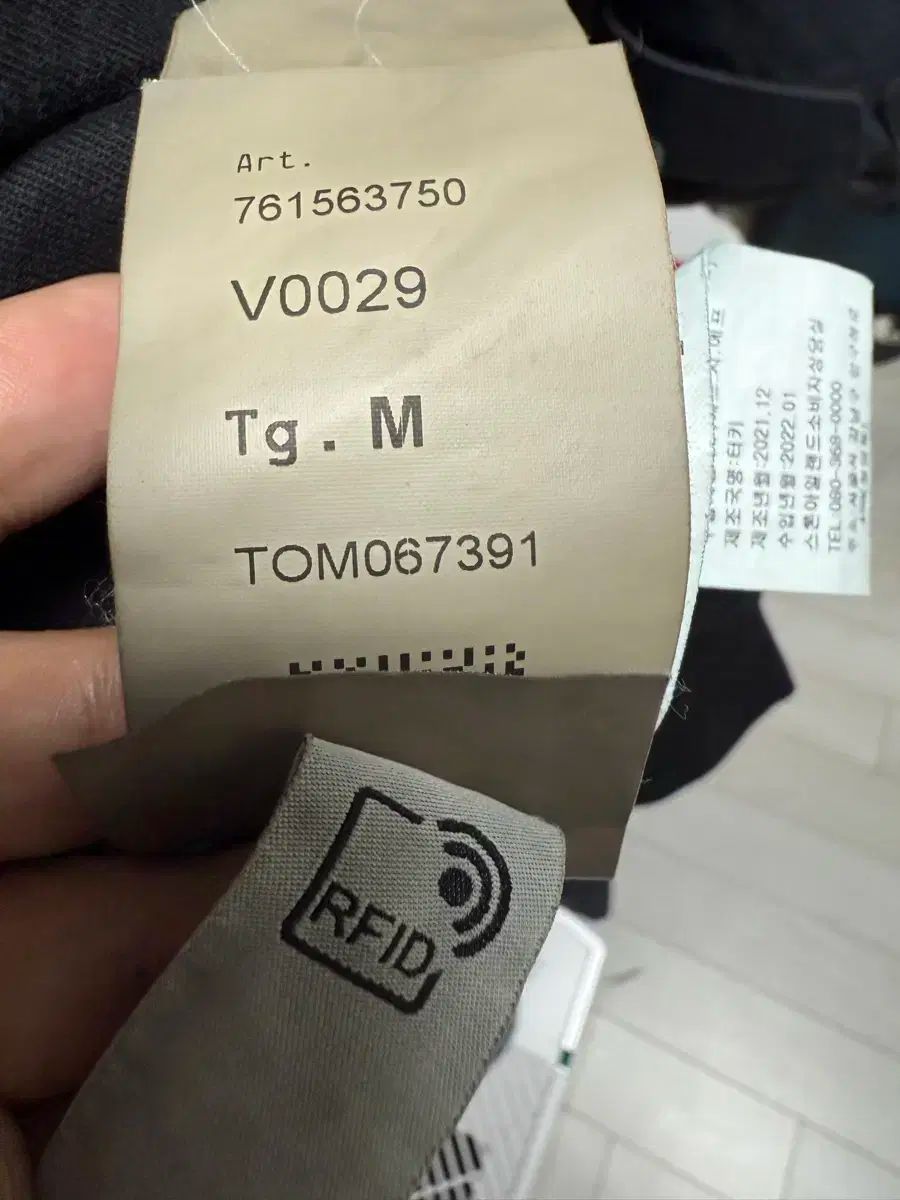 Art.
761563750
V0029
Tg. M
TOM067391
RFID
제조국명:터키
제조년월:2021.12
수입년월:2022.01
TEL:080-368-0000